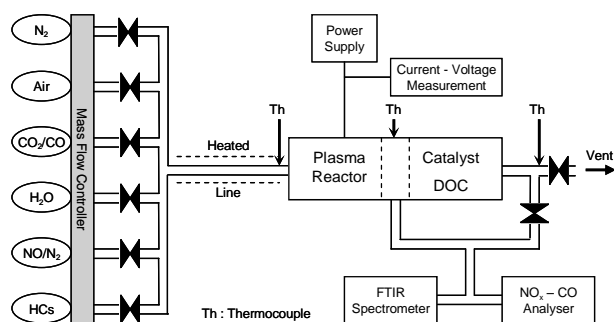 N₂
Air
CO₂/CO
H₂O
NO/N₂
HCs
Mass Flow Controller
Heated
Line
Th
Th : Thermocouple
Power
Supply
Current - Voltage
Measurement
Th
Th
Plasma
Reactor
Catalyst
DOC
Vent
FTIR
Spectrometer
NOₓ – CO
Analyser